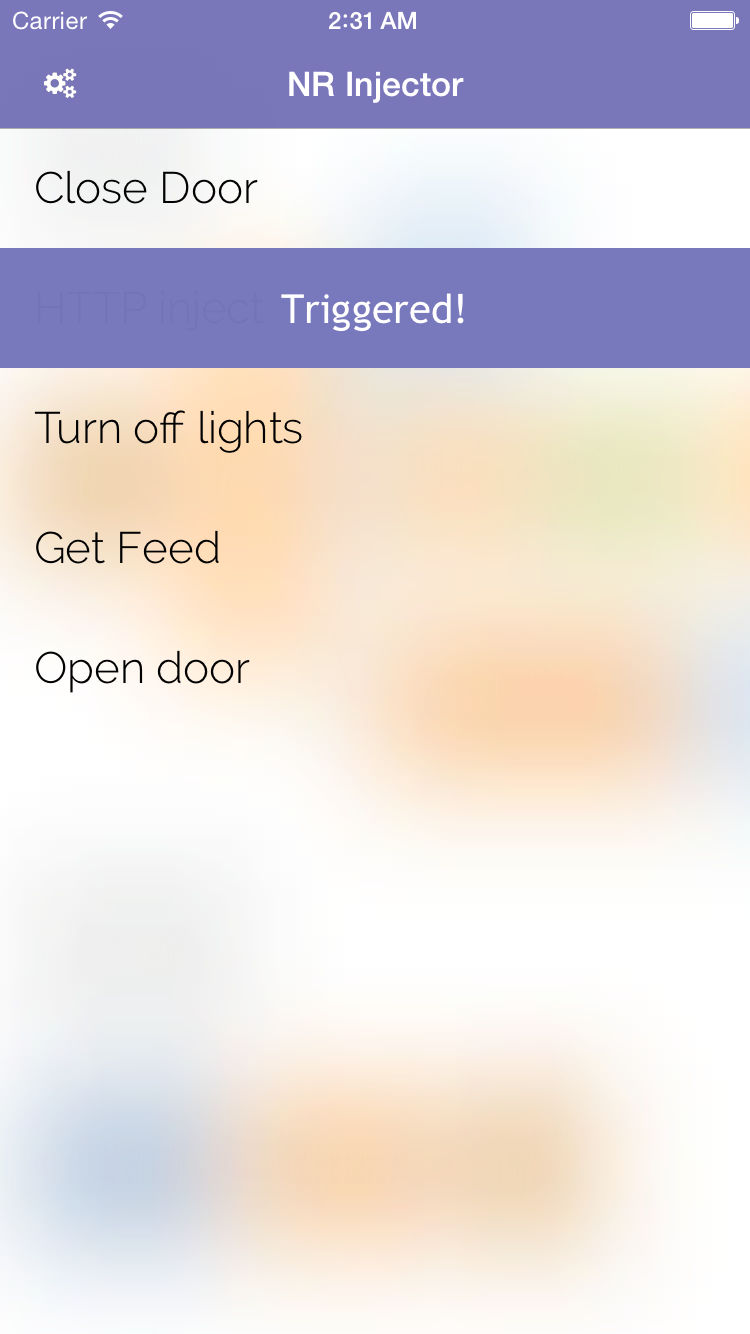 Carrier 2:31 AM
NR Injector
Close Door
HTTP inject Triggered!
Turn off lights
Get Feed
Open door